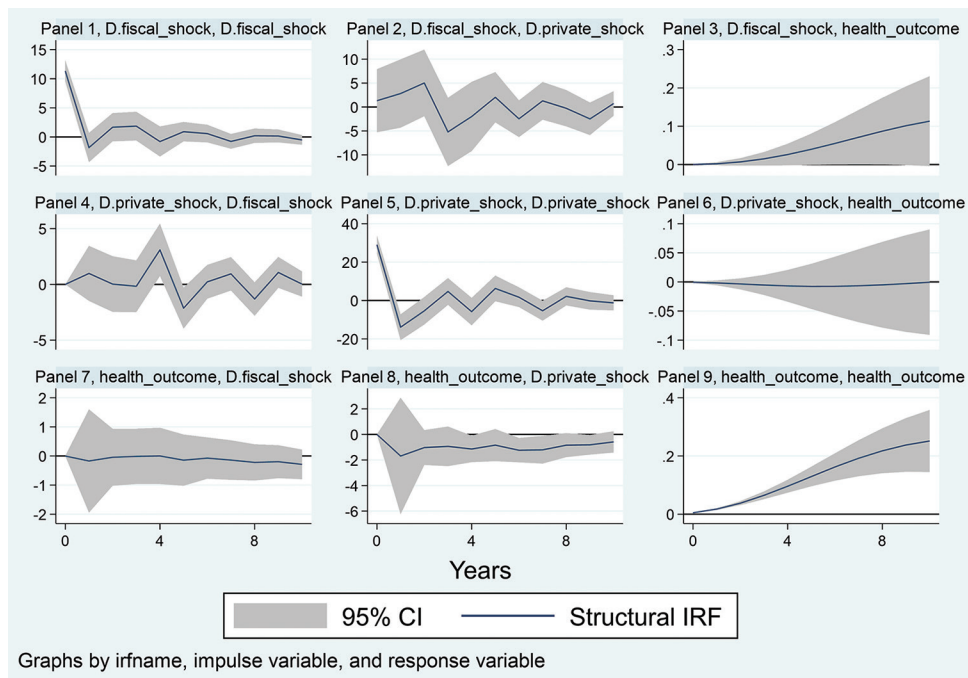 Panel 1, D.fiscal_shock, D.fiscal_shock
Panel 2, D.fiscal_shock, D.private_shock
Panel 3, D.fiscal_shock, health_outcome
15
10
5
0
-5
10
5
0
-5
-10
.3
.2
.1
0
Panel 4, D.private_shock, D.fiscal_shock
Panel 5, D.private_shock, D.private_shock
Panel 6, D.private_shock, health_outcome
5
0
-5
40
20
0
-20
.1
.05
0
-.05
-.1
Panel 7, health_outcome, D.fiscal_shock
Panel 8, health_outcome, D.private_shock
Panel 9, health_outcome, health_outcome
2
1
0
-1
-2
2
0
-2
-4
-6
.4
.2
0
0 4 8
0 4 8
0 4 8
Years
95% CI
Structural IRF
Graphs by irfname, impulse variable, and response variable